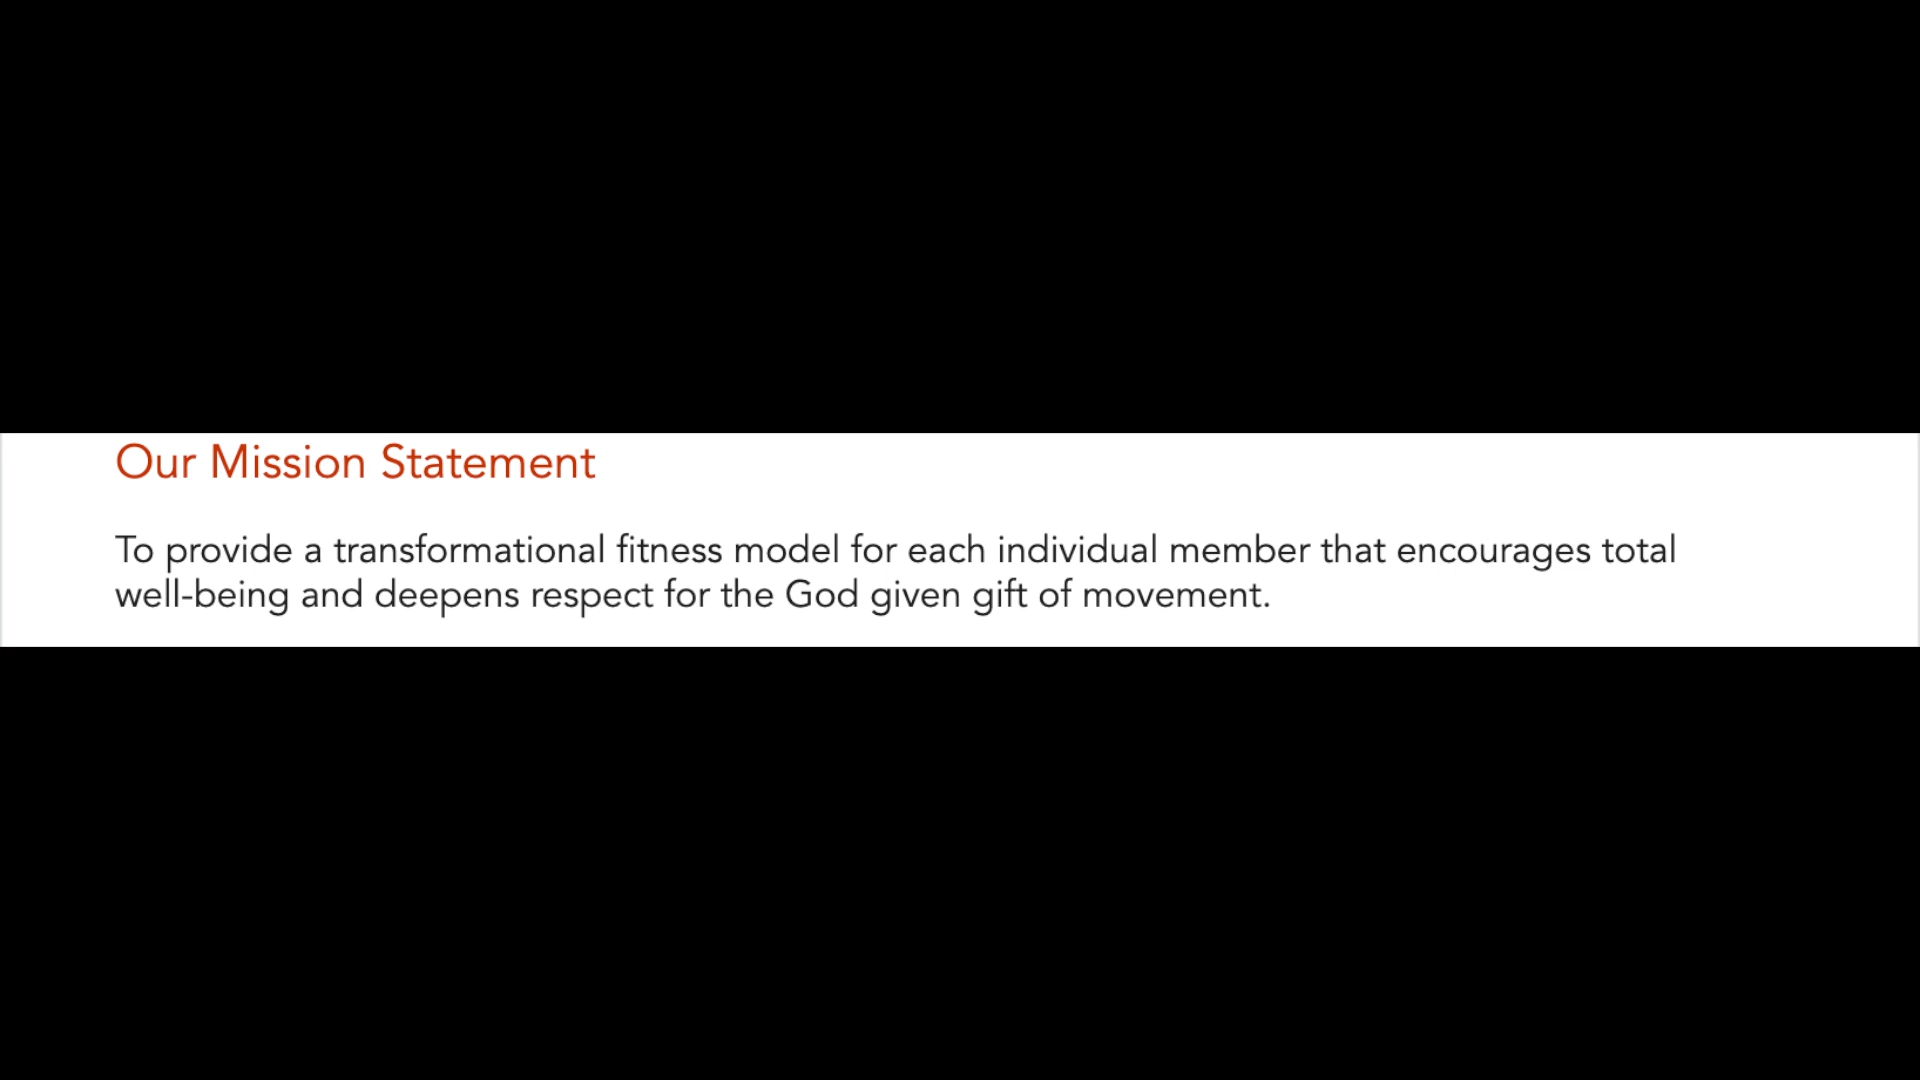 Our Mission Statement
To provide a transformational fitness model for each individual member that encourages total
well-being and deepens respect for the God given gift of movement.